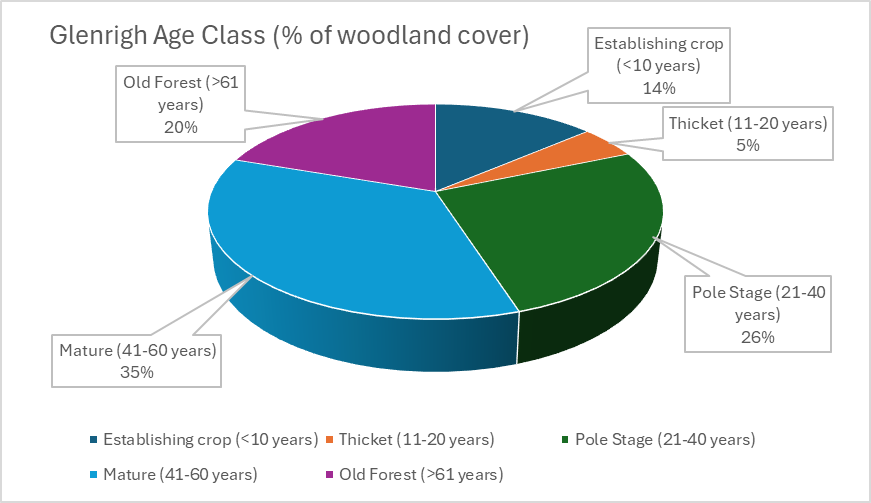 Glenrigh Age Class (% of woodland cover)
Establishing crop
(<10 years)
14%
Thicket (11-20 years)
5%
Old Forest (>61
years)
20%
Pole Stage (21-40
years)
26%
Mature (41-60 years)
35%
Establishing crop (<10 years)
Thicket (11-20 years)
Pole Stage (21-40 years)
Mature (41-60 years)
Old Forest (>61 years)